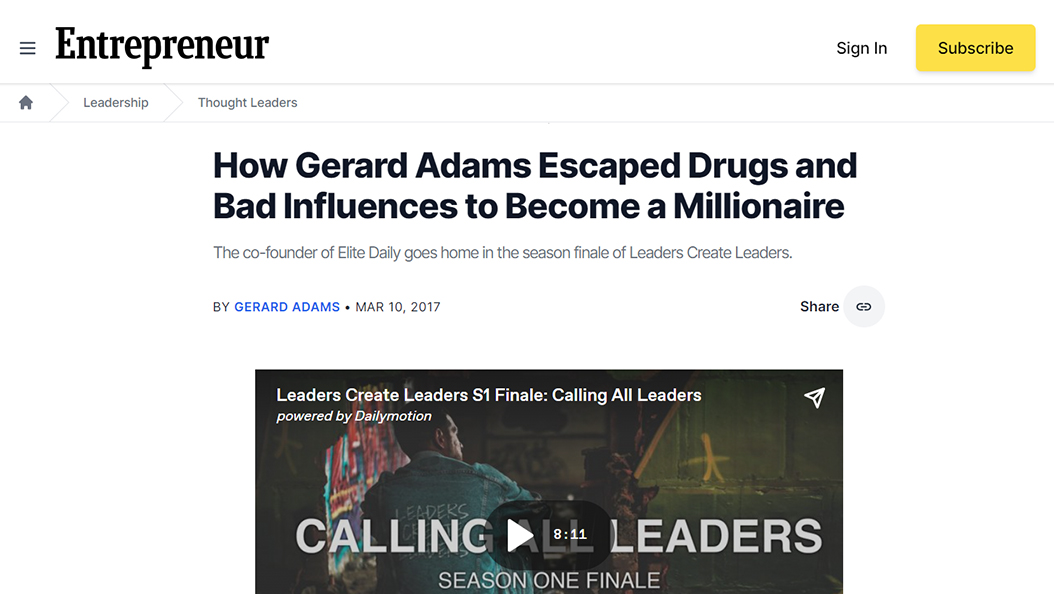 Entrepreneur
Sign In
Subscribe
Leadership
Thought Leaders
How Gerard Adams Escaped Drugs and
Bad Influences to Become a Millionaire
The co-founder of Elite Daily goes home in the season finale of Leaders Create Leaders.
BY GERARD ADAMS • MAR 10, 2017
Share
Leaders Create Leaders S1 Finale: Calling All Leaders
powered by Dailymotion
LEADERS
CALLING ALL LEADERS
8:11
SEASON ONE FINALE